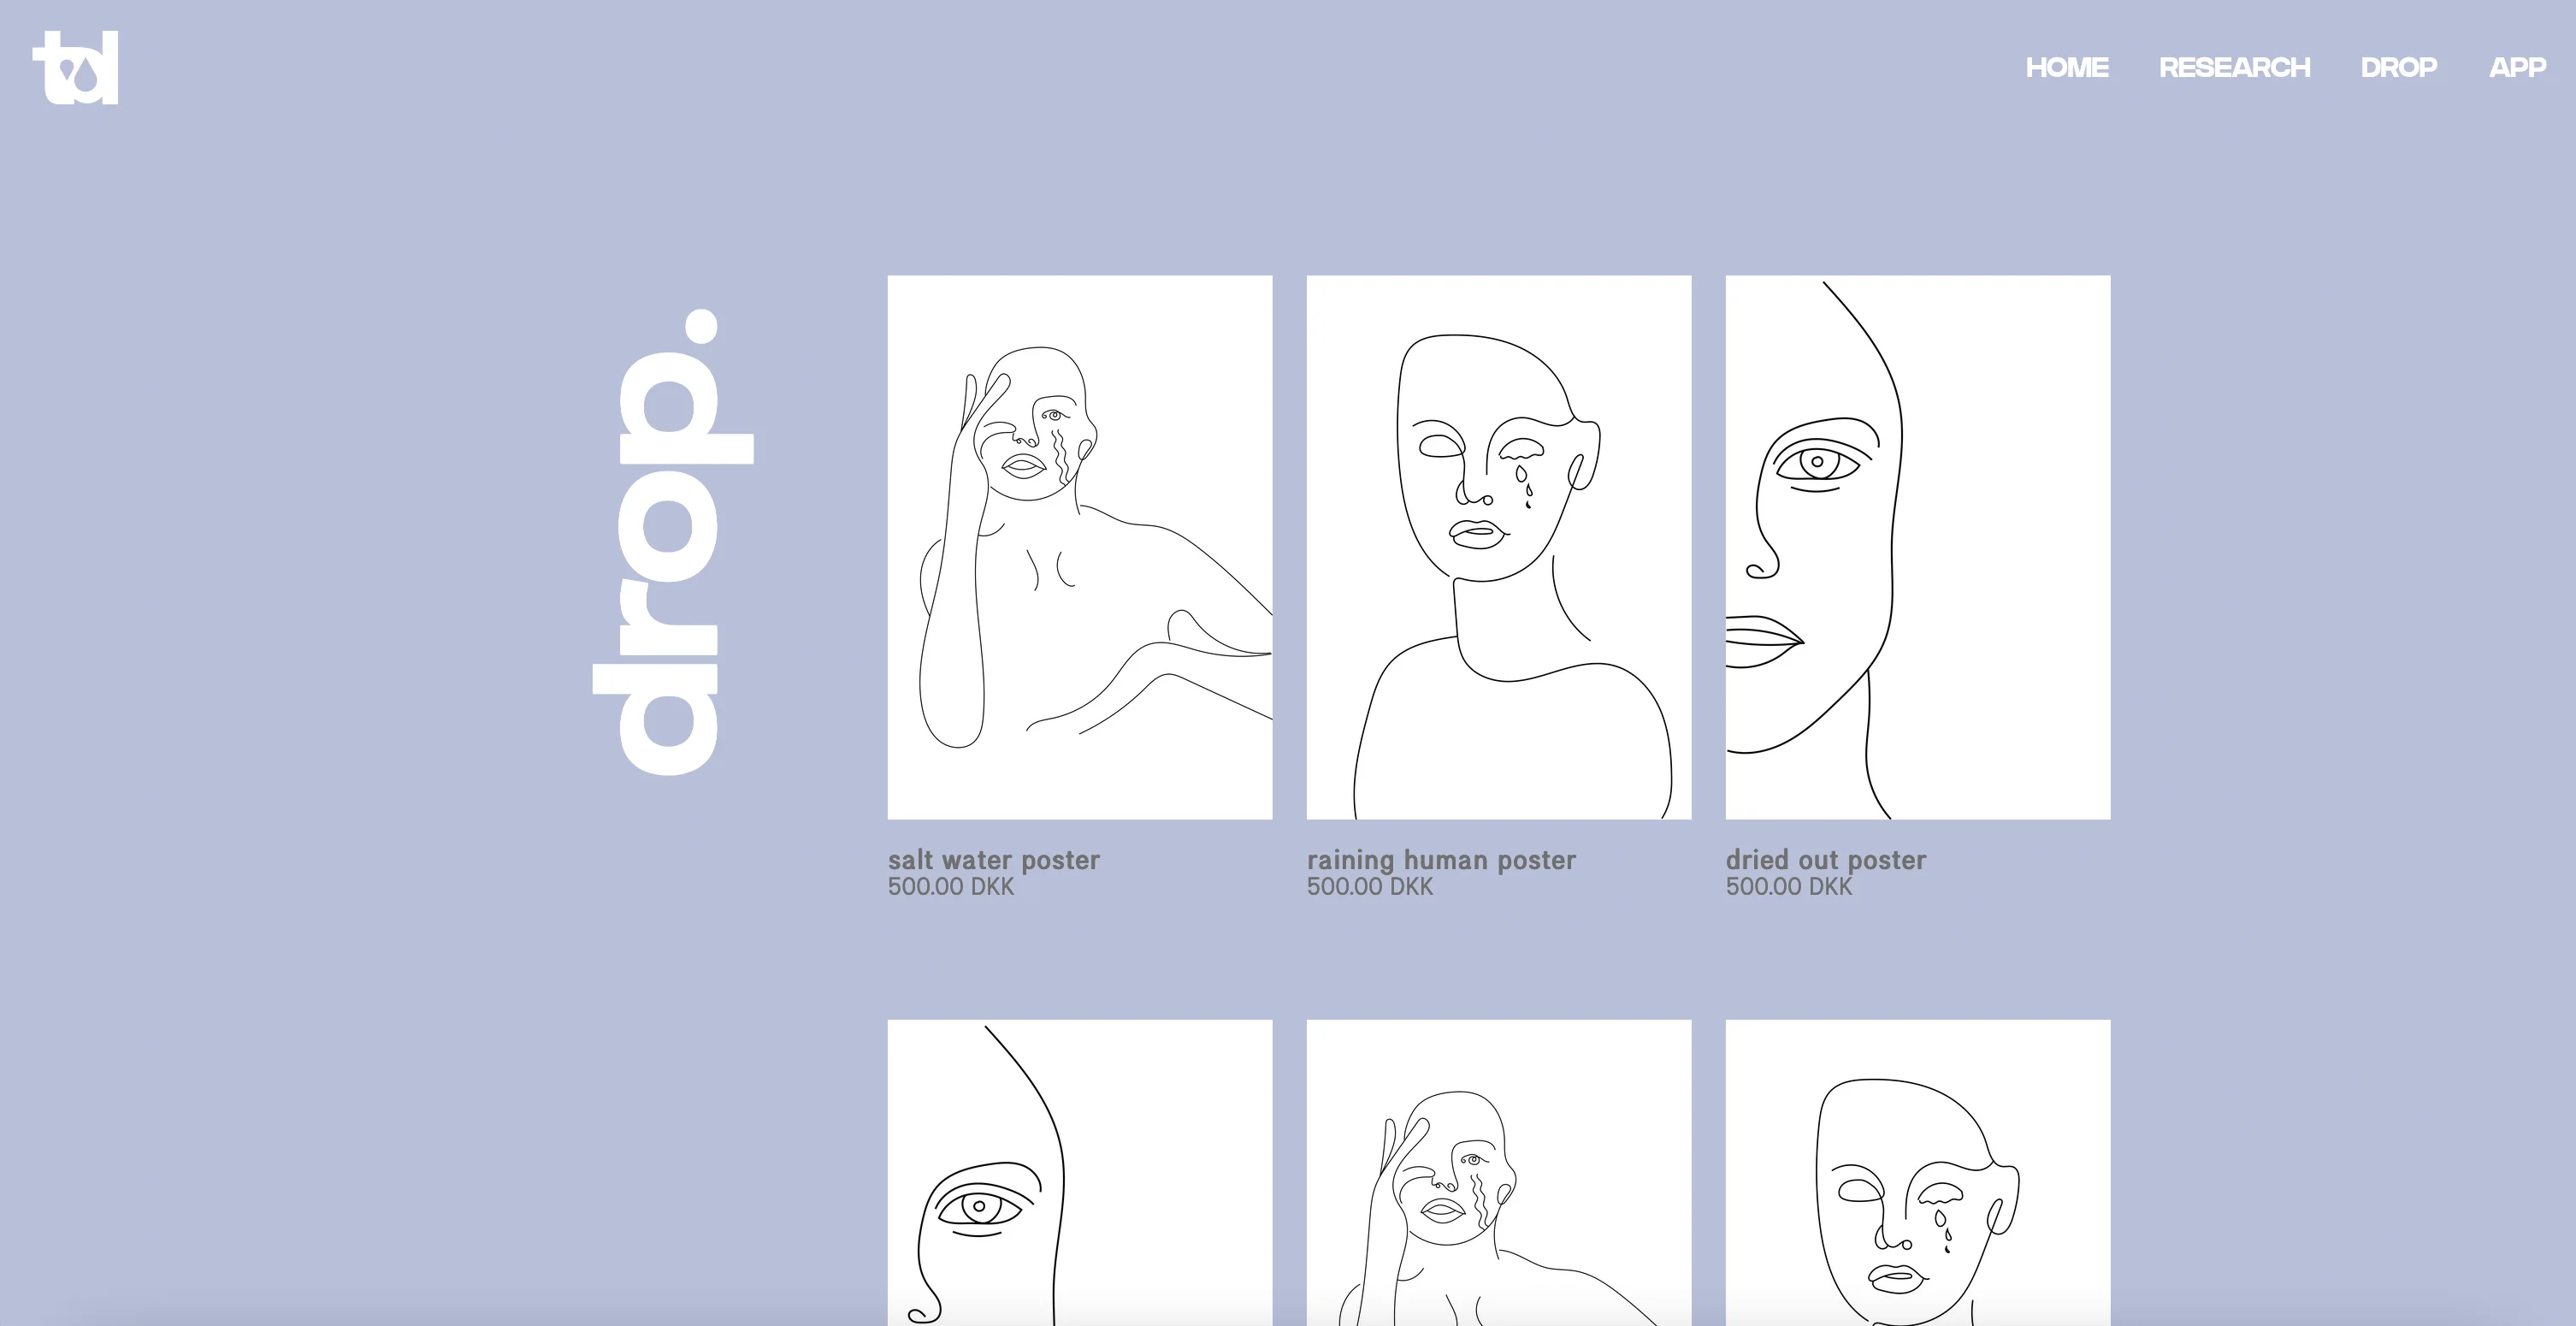 td
HOME RESEARCH DROP APP
drop.
salt water poster
500.00 DKK
raining human poster
500.00 DKK
dried out poster
500.00 DKK